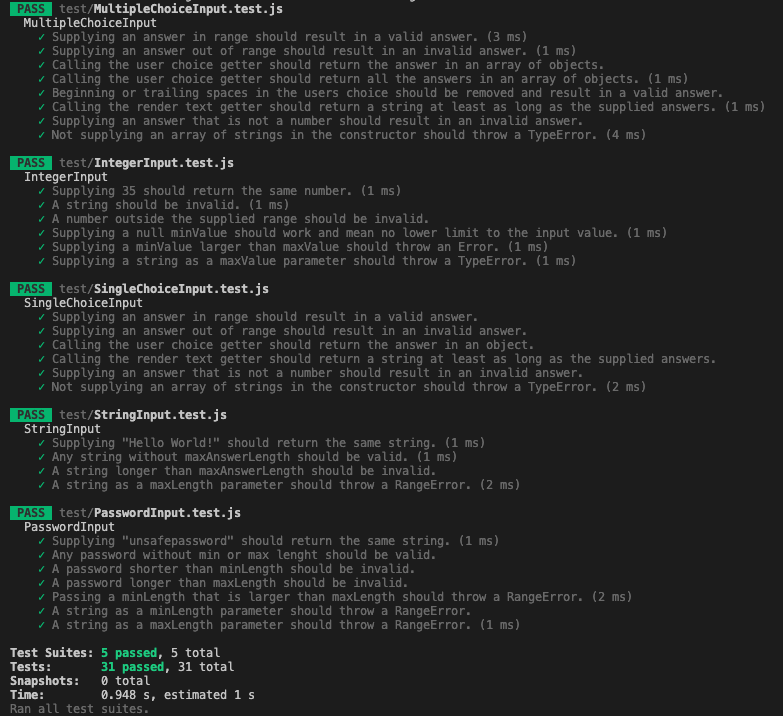 PASS test/MultipleChoiceInput.test.js
MultipleChoiceInput
✓ Supplying an answer in range should result in a valid answer. (3 ms)
✓ Supplying an answer out of range should result in an invalid answer. (1 ms)
✓ Calling the user choice getter should return the answer in an array of objects.
✓ Calling the user choice getter should return all the answers in an array of objects. (1 ms)
✓ Beginning or trailing spaces in the users choice should be removed and result in a valid answer.
✓ Calling the render text getter should return a string at least as long as the supplied answers. (1 ms)
✓ Supplying an answer that is not a number should result in an invalid answer.
✓ Not supplying an array of strings in the constructor should throw a TypeError. (4 ms)
PASS test/IntegerInput.test.js
IntegerInput
✓ Supplying 35 should return the same number. (1 ms)
✓ A string should be invalid. (1 ms)
✓ A number outside the supplied range should be invalid.
✓ Supplying a null minValue should work and mean no lower limit to the input value. (1 ms)
✓ Supplying a minValue larger than maxValue should throw an Error. (1 ms)
✓ Supplying a string as a maxValue parameter should throw a TypeError. (1 ms)
PASS test/SingleChoiceInput.test.js
SingleChoiceInput
✓ Supplying an answer in range should result in a valid answer.
✓ Supplying an answer out of range should result in an invalid answer.
✓ Calling the user choice getter should return the answer in an object.
✓ Calling the render text getter should return a string at least as long as the supplied answers.
✓ Supplying an answer that is not a number should result in an invalid answer.
✓ Not supplying an array of strings in the constructor should throw a TypeError. (2 ms)
PASS test/StringInput.test.js
StringInput
✓ Supplying "Hello World!" should return the same string. (1 ms)
✓ Any string without maxAnswerLength should be valid. (1 ms)
✓ A string longer than maxAnswerLength should be invalid.
✓ A string as a maxLength parameter should throw a RangeError. (2 ms)
PASS test/PasswordInput.test.js
PasswordInput
✓ Supplying "unsafepassword" should return the same string. (1 ms)
✓ Any password without min or max lenght should be valid.
✓ A password shorter than minLength should be invalid.
✓ A password longer than maxLength should be invalid.
✓ Passing a minLength that is larger than maxLength should throw a RangeError. (2 ms)
✓ A string as a minLength parameter should throw a RangeError.
✓ A string as a maxLength parameter should throw a RangeError. (1 ms)
Test Suites: 5 passed, 5 total
Tests: 31 passed, 31 total
Snapshots: 0 total
Time: 0.948 s, estimated 1 s
Ran all test suites.